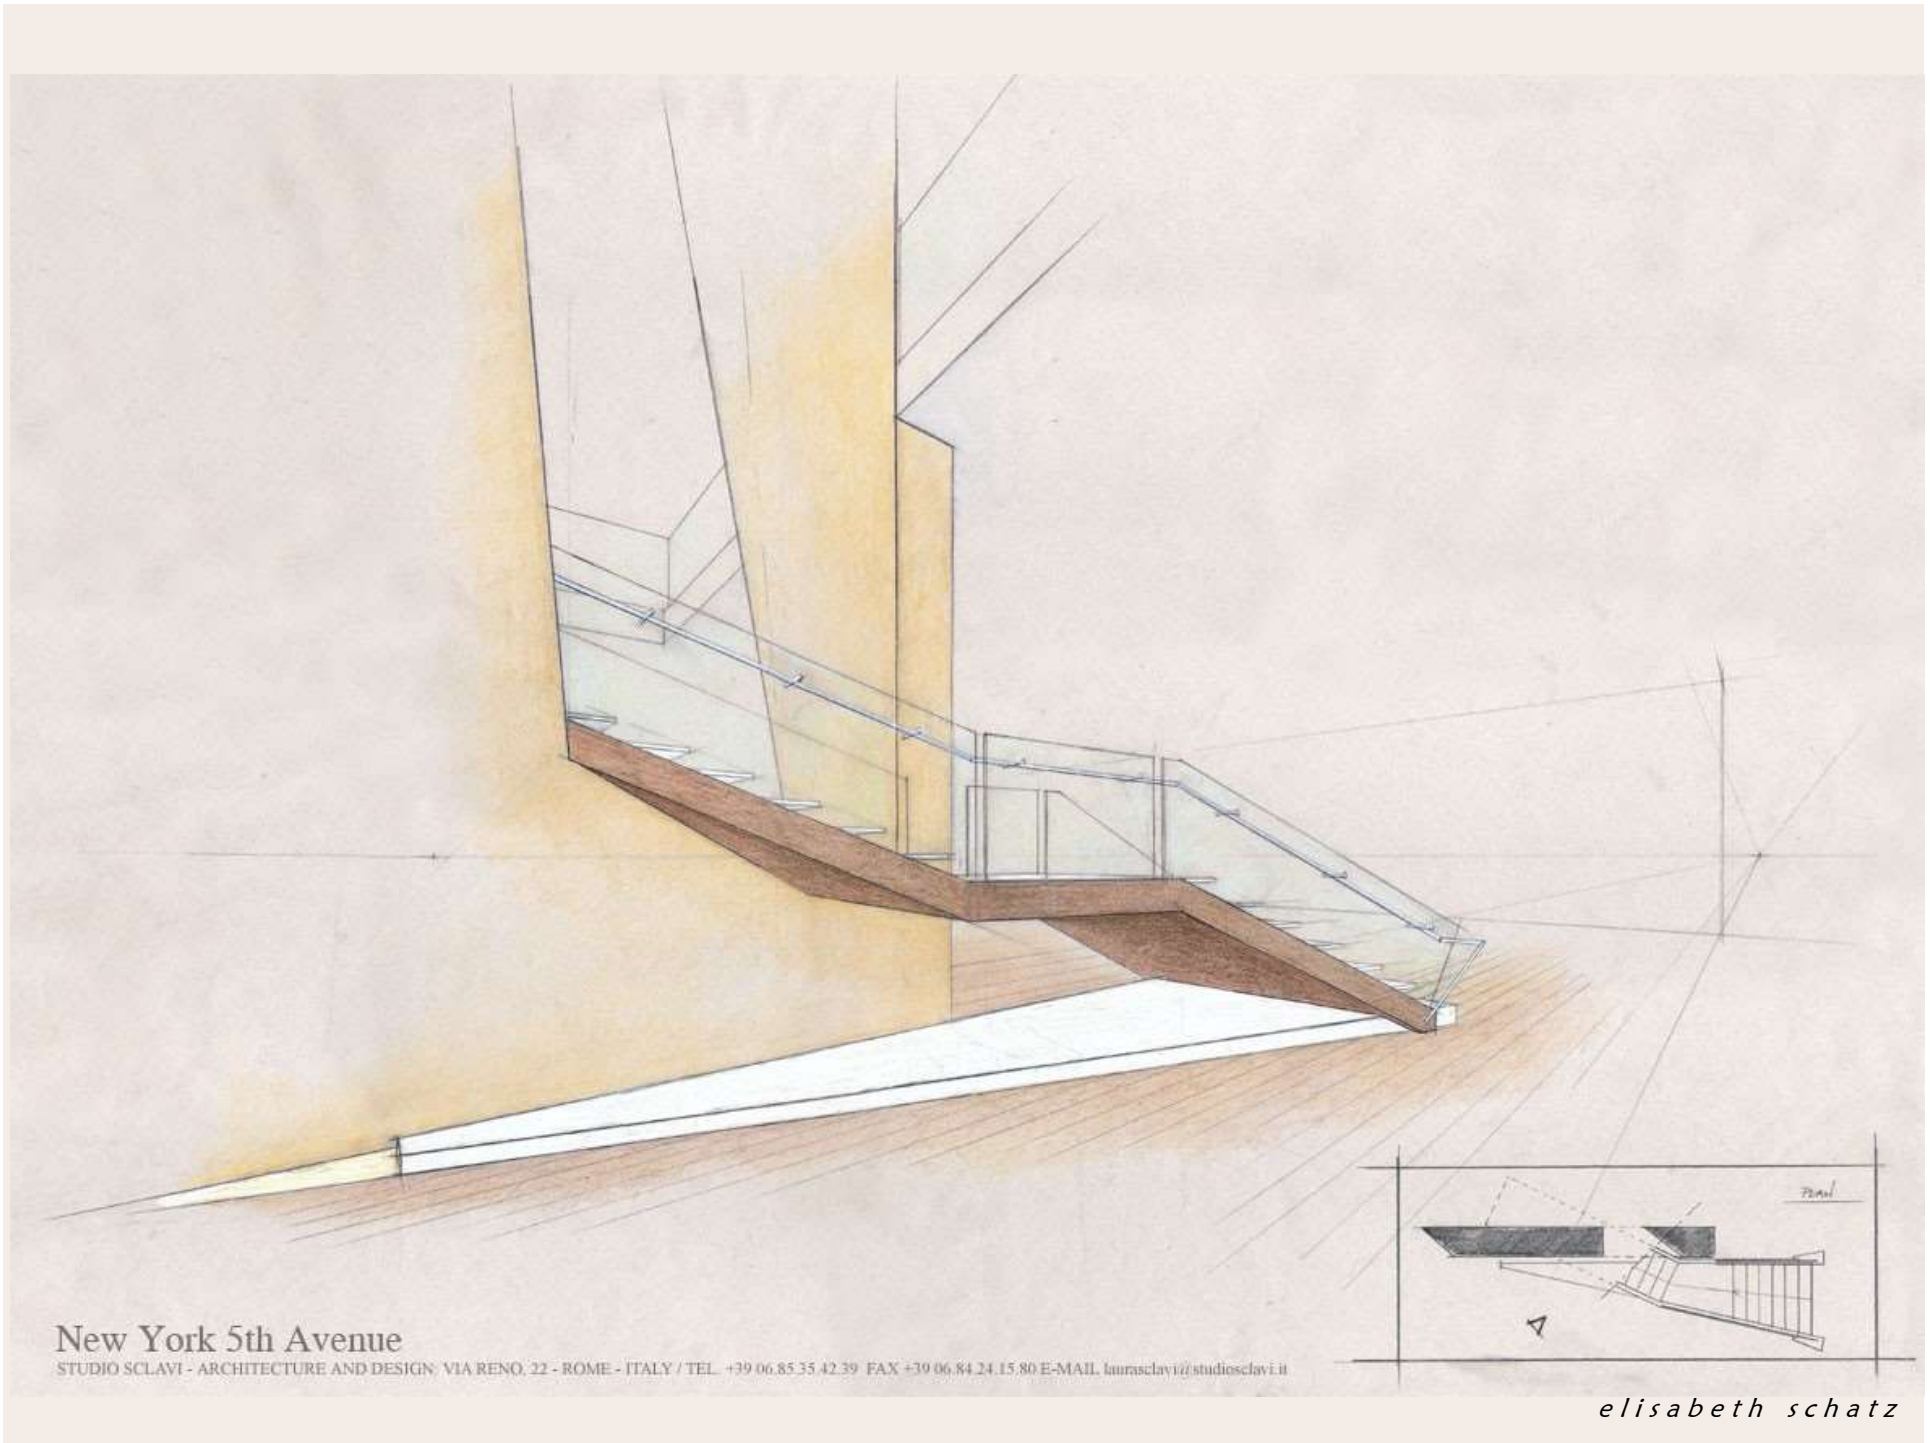 PLAN
New York 5th Avenue
STUDIO SCLAVI - ARCHITECTURE AND DESIGN: VIA RENO, 22 - ROME - ITALY / TEL. +39 06.85.35.42.39 FAX +39 06.84.24.15.80 E-MAIL laurasclavi@studiosclavi.it
elisabeth schatz